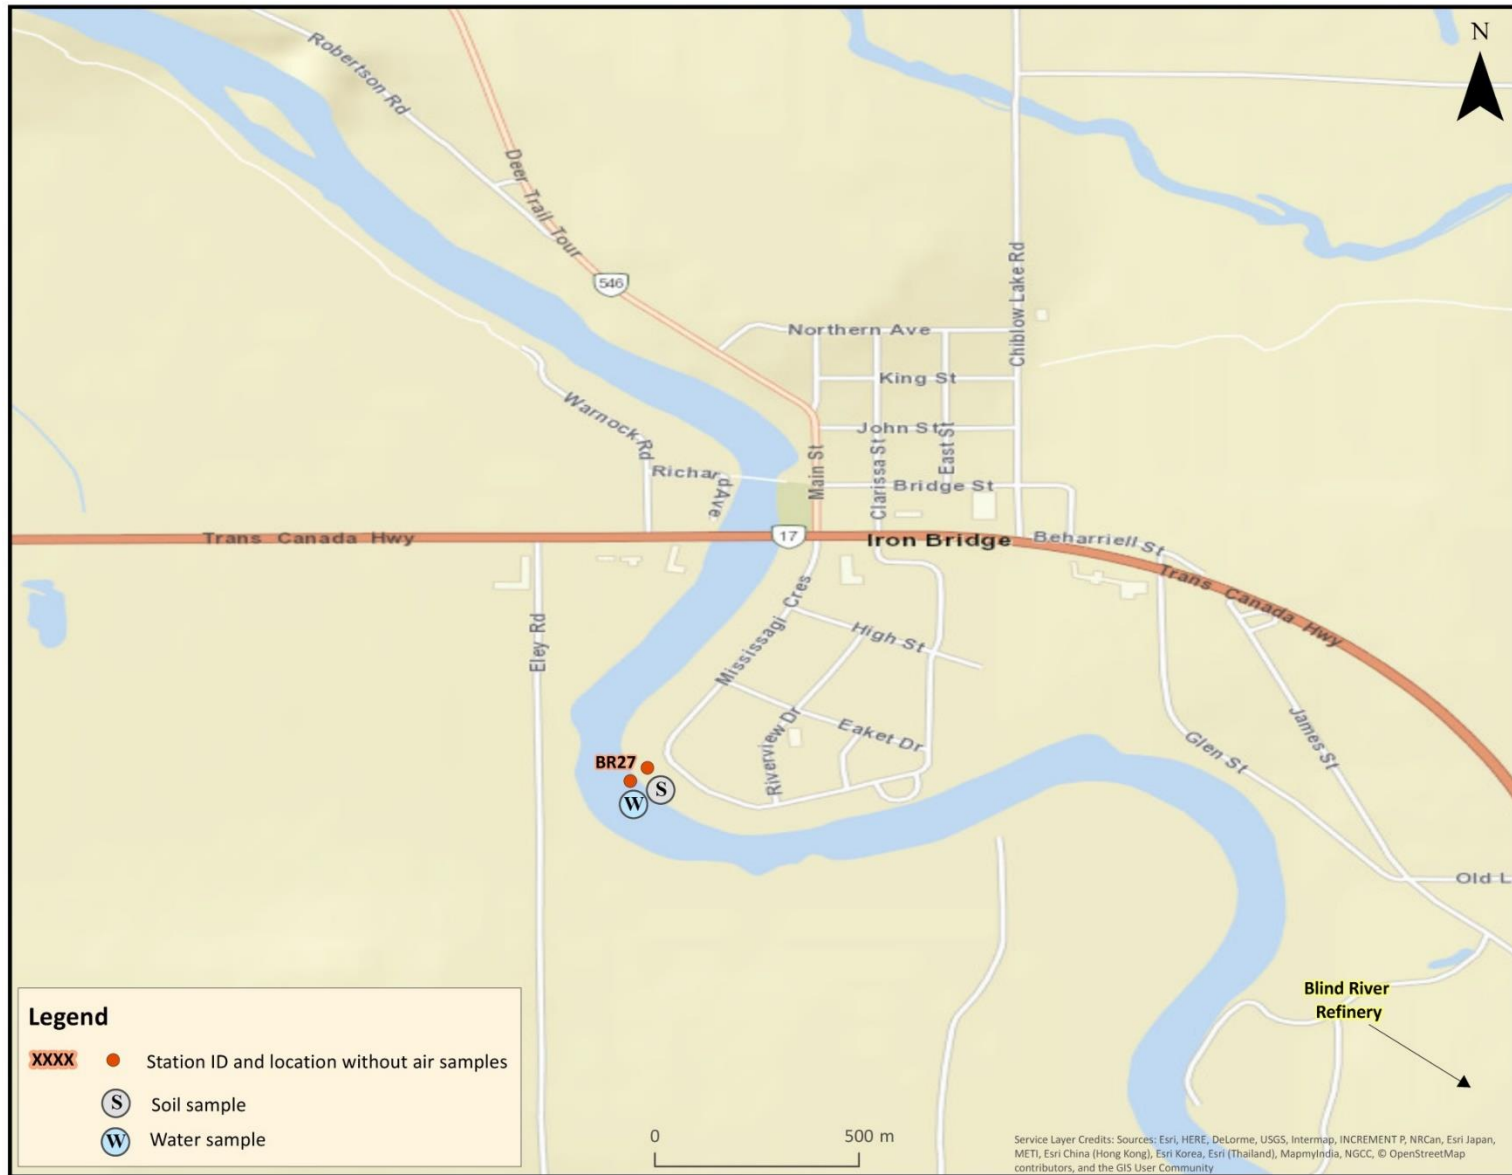 N
Robertson Rd
Deer Trail Tour
546
Chiblow Lake Rd
Northern Ave
King St
Warnock Rd
John St
East St
Clarissa St
Main St
Richard Ave
Bridge St
Trans Canada Hwy
17
Iron Bridge
Beharriell St
Trans Canada Hwy
Mississagi Cres
High St
Eley Rd
Riverview Dr
Eaket Dr
Glen St
James St
BR27
S
W
Old L
Blind River
Refinery
Legend
XXXX Station ID and location without air samples
S Soil sample
W Water sample
0 500 m
Service Layer Credits: Sources: Esri, HERE, DeLorme, USGS, Intermap, INCREMENT P, NRCan, Esri Japan,
METI, Esri China (Hong Kong), Esri Korea, Esri (Thailand), MapmyIndia, NGCC, © OpenStreetMap
contributors, and the GIS User Community